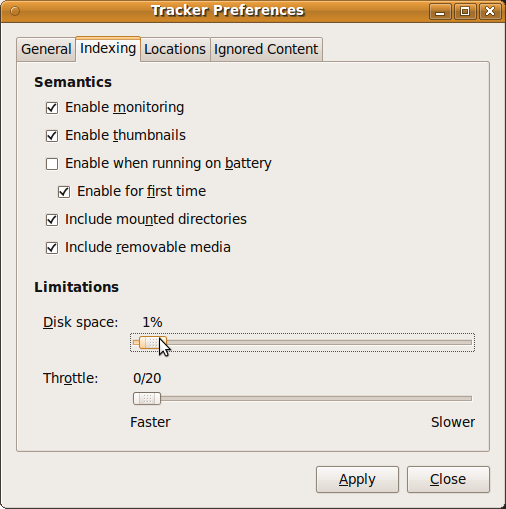 Tracker Preferences
General Indexing Locations Ignored Content
Semantics
Enable monitoring
Enable thumbnails
Enable when running on battery
Enable for first time
Include mounted directories
Include removable media
Limitations
Disk space: 1%
Throttle: 0/20
Faster Slower
Apply Close